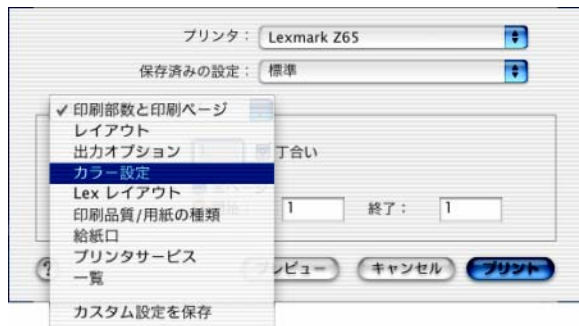 プリンタ： Lexmark Z65
保存済みの設定： 標準
✓ 印刷部数と印刷ページ
レイアウト
出力オプション
丁合い
カラー設定
Lex レイアウト
印刷品質/用紙の種類
1 終了： 1
給紙口
プリンタサービス
一覧
? レビュー キャンセル プリント
カスタム設定を保存